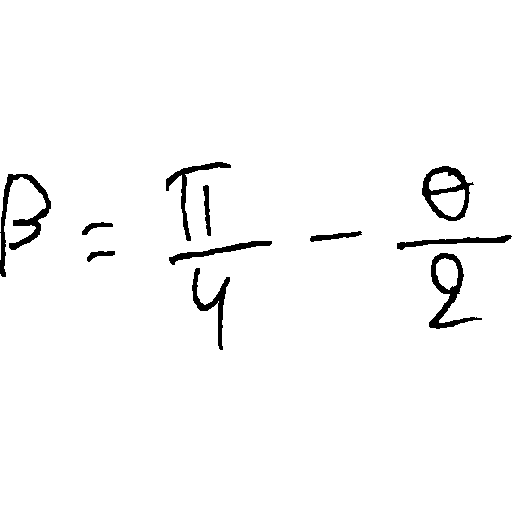 β = π/4 − θ/2